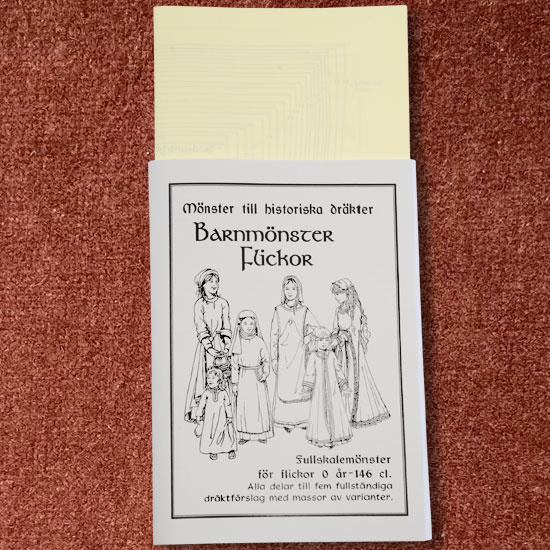 Mönster till historiska dräkter
Barnmönster
Flickor
Fullskalemönster
för flickor 0 år-146 cl.
Alla delar till fem fullständiga
dräktförslag med massor av varianter.